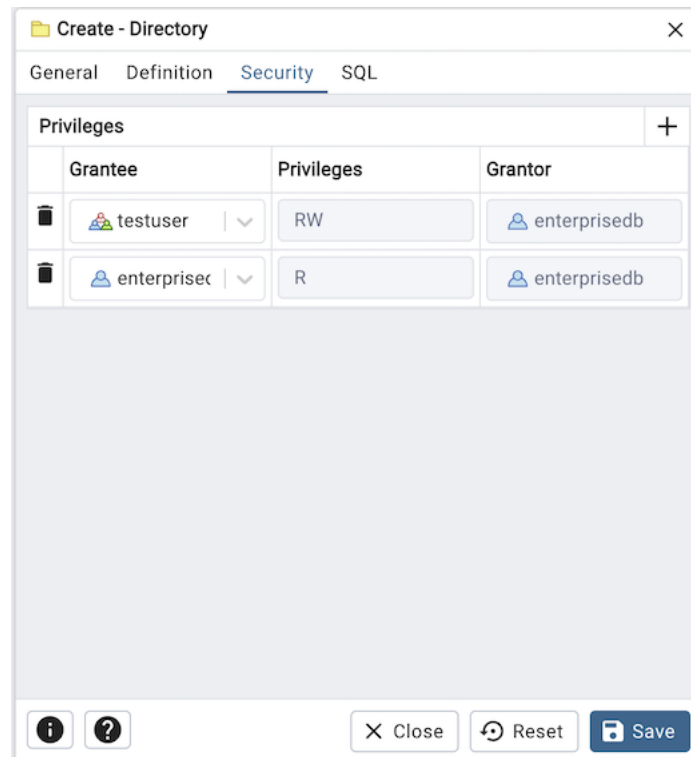 Create - Directory
General Definition Security SQL
Privileges
Grantee Privileges Grantor
testuser RW enterprisedb
enterprisec R enterprisedb
Close Reset Save